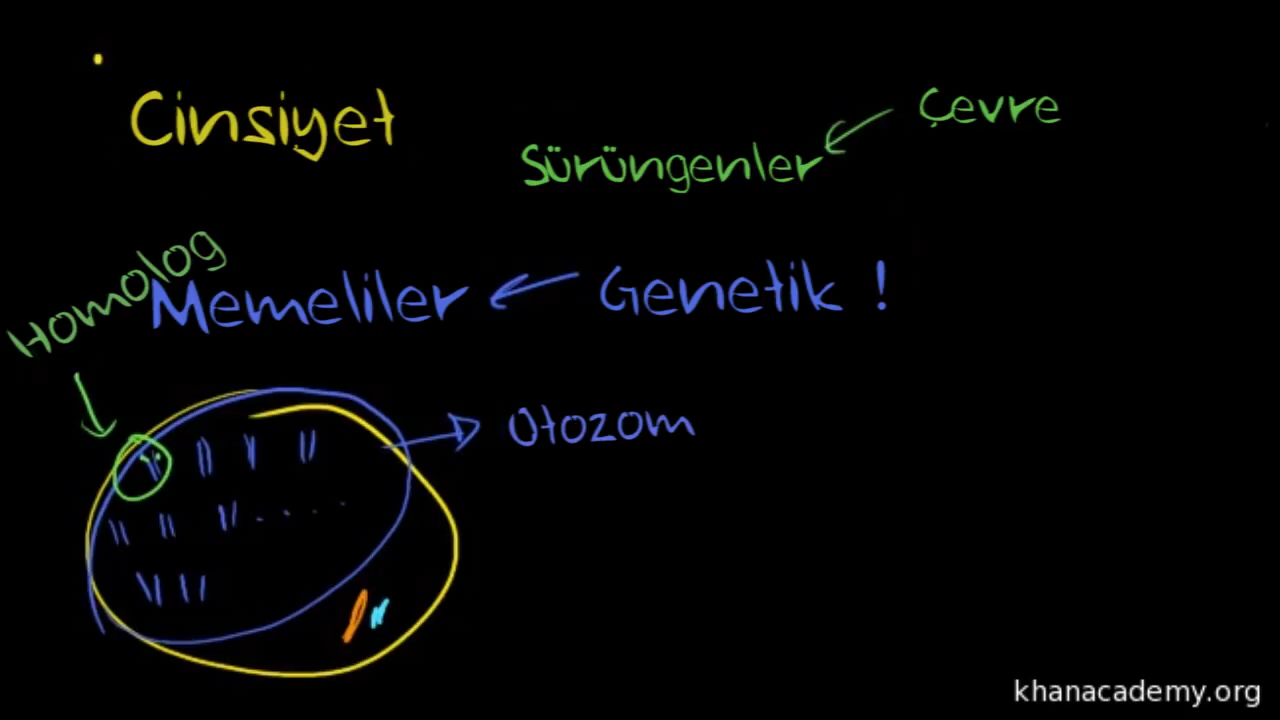 Cinsiyet
Çevre
Sürüngenler
Homolog
Memeliler
Genetik !
Otozom
khanacademy.org